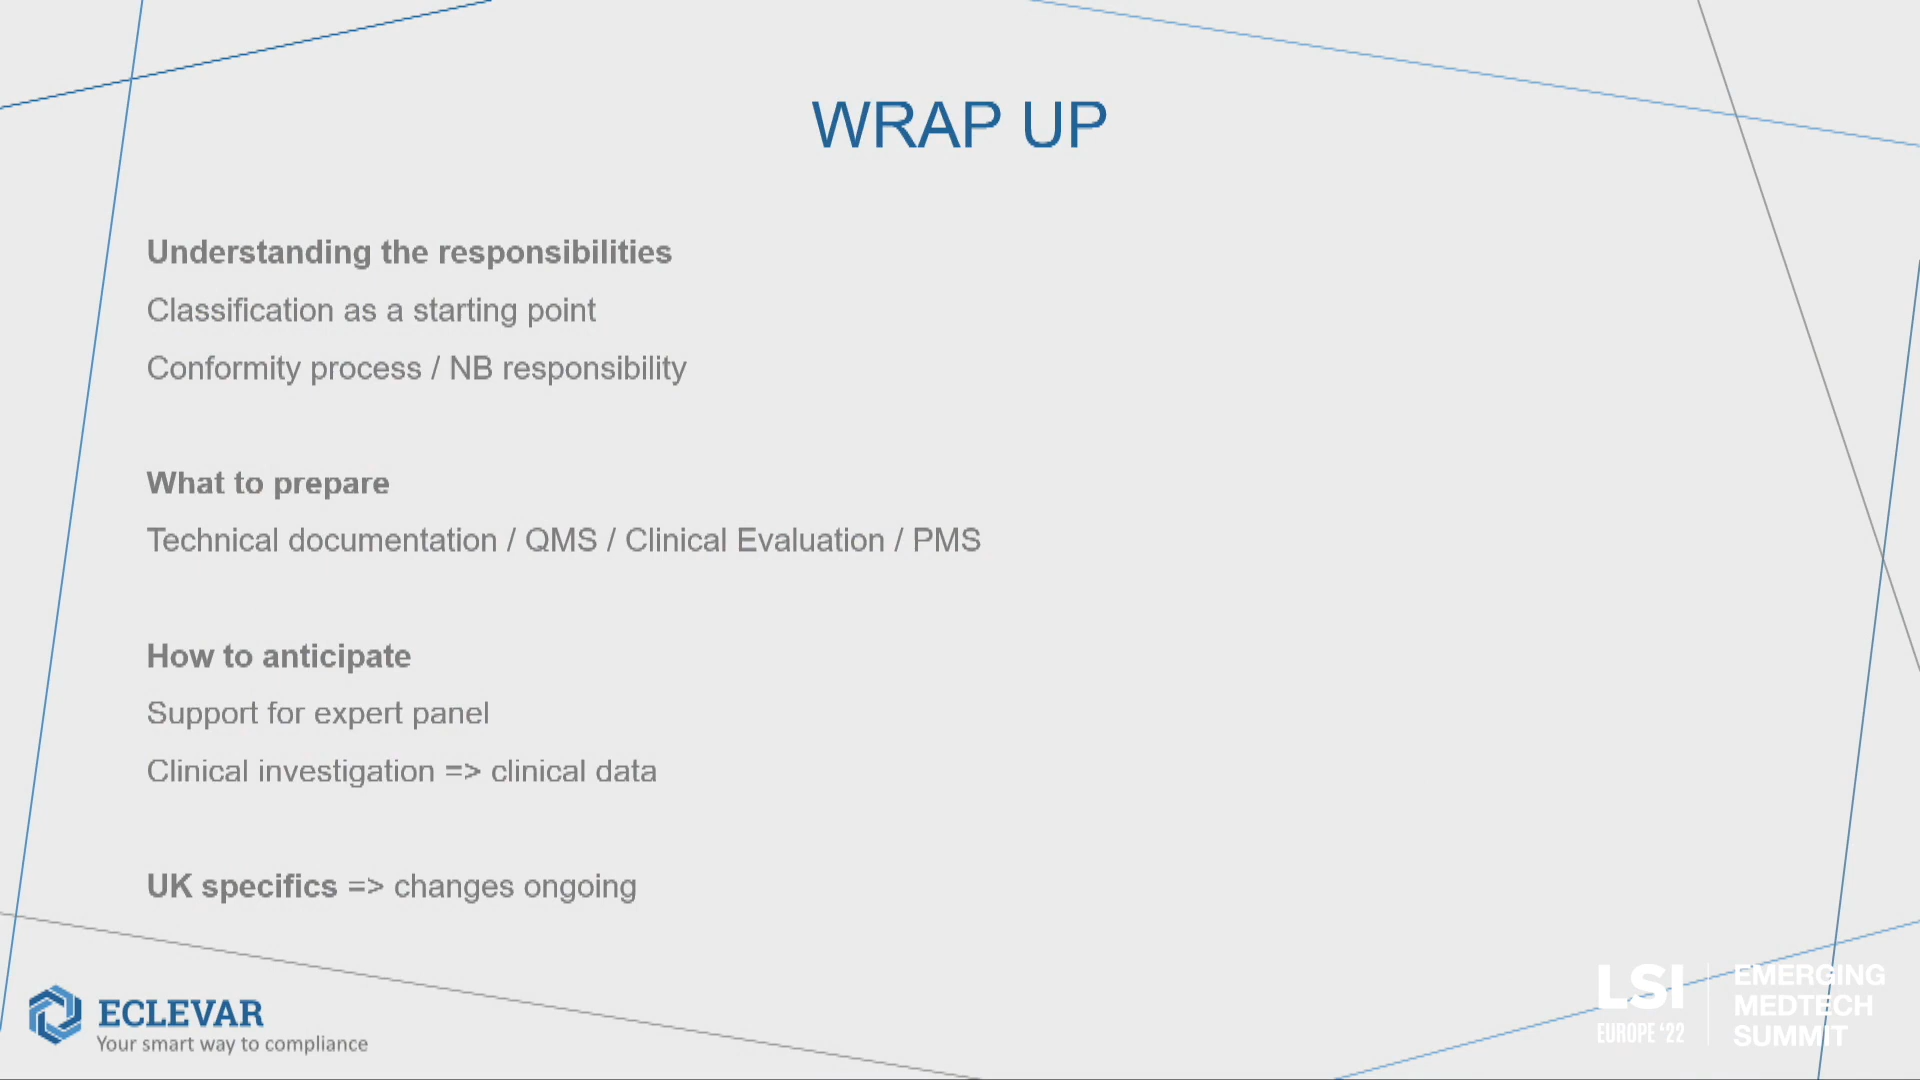 WRAP UP
Understanding the responsibilities
Classification as a starting point
Conformity process / NB responsibility
What to prepare
Technical documentation / QMS / Clinical Evaluation / PMS
How to anticipate
Support for expert panel
Clinical investigation => clinical data
UK specifics => changes ongoing
ECLEVAR
Your smart way to compliance
LSI
EUROPE '22
EMERGING
MEDTECH
SUMMIT